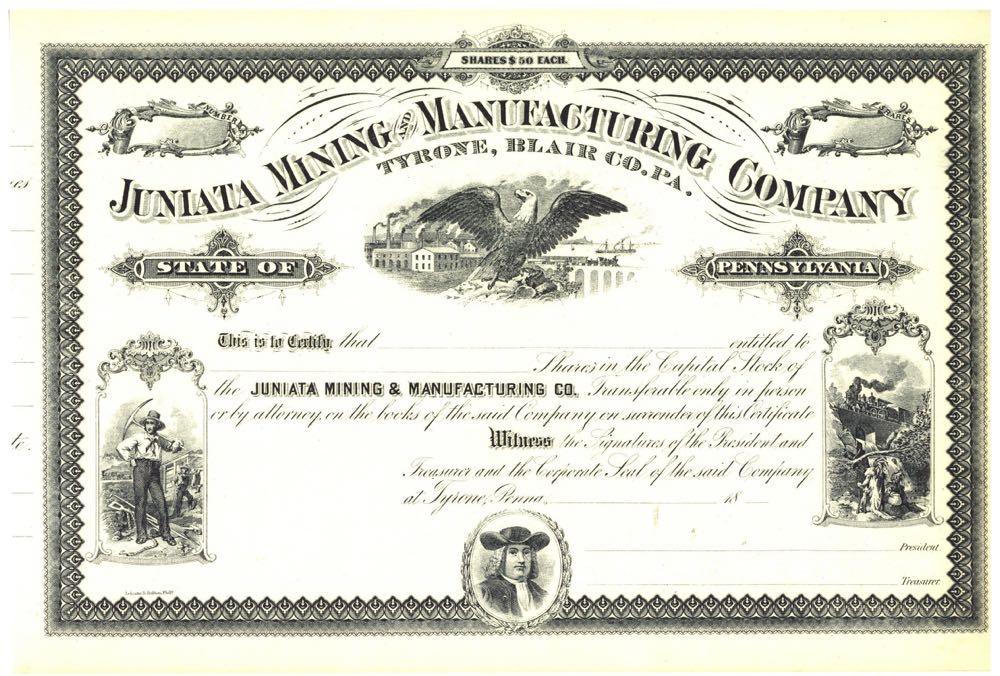 SHARES $50 EACH.
NUMBER
SHARES
JUNIATA MINING AND MANUFACTURING COMPANY
TYRONE, BLAIR CO. PA.
STATE OF
PENNSYLVANIA
This is to Certify, that entitled to
Shares in the Capital Stock of
the JUNIATA MINING & MANUFACTURING CO. Transferable only in person
or by attorney, on the books of the said Company on surrender of this Certificate
Witness the Signatures of the President and
Treasurer and the Corporate Seal of the said Company
at Tyrone, Penna. 18
President.
Treasurer.